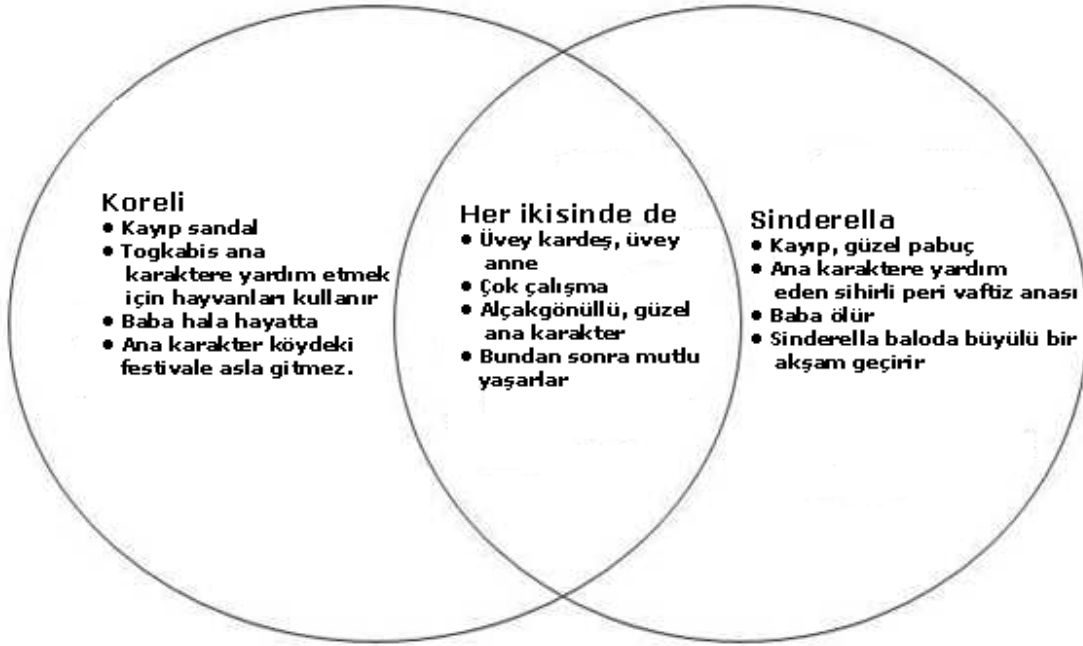 Koreli
● Kayıp sandal
● Togkabis ana
karaktere yardım etmek
için hayvanları kullanır
● Baba hala hayatta
● Ana karakter köydeki
festivale asla gitmez.
Her ikisinde de
● Üvey kardeş, üvey
anne
● Çok çalışma
● Alçakgönüllü, güzel
ana karakter
● Bundan sonra mutlu
yaşarlar
Sinderella
● Kayıp, güzel pabuç
● Ana karaktere yardım
eden sihirli peri vaftiz anası
● Baba ölür
● Sinderella baloda büyülü bir
akşam geçirir